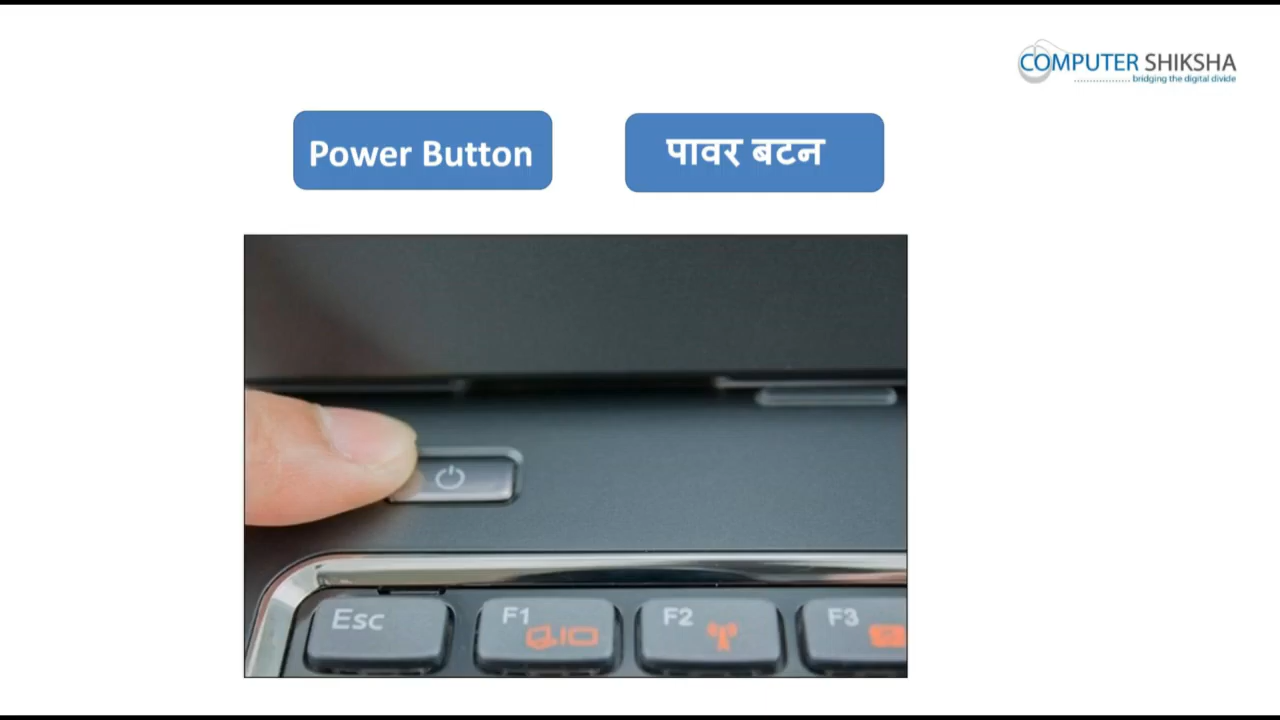 COMPUTER SHIKSHA
bridging the digital divide
Power Button
पावर बटन
Esc
F1
F2
F3